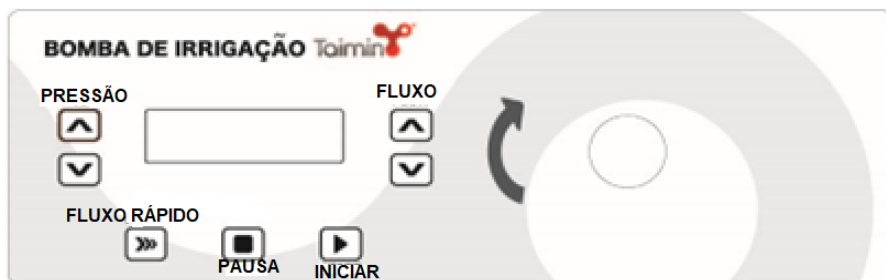 BOMBA DE IRRIGAÇÃO Taimin
PRESSÃO
FLUXO
FLUXO RÁPIDO
PAUSA
INICIAR